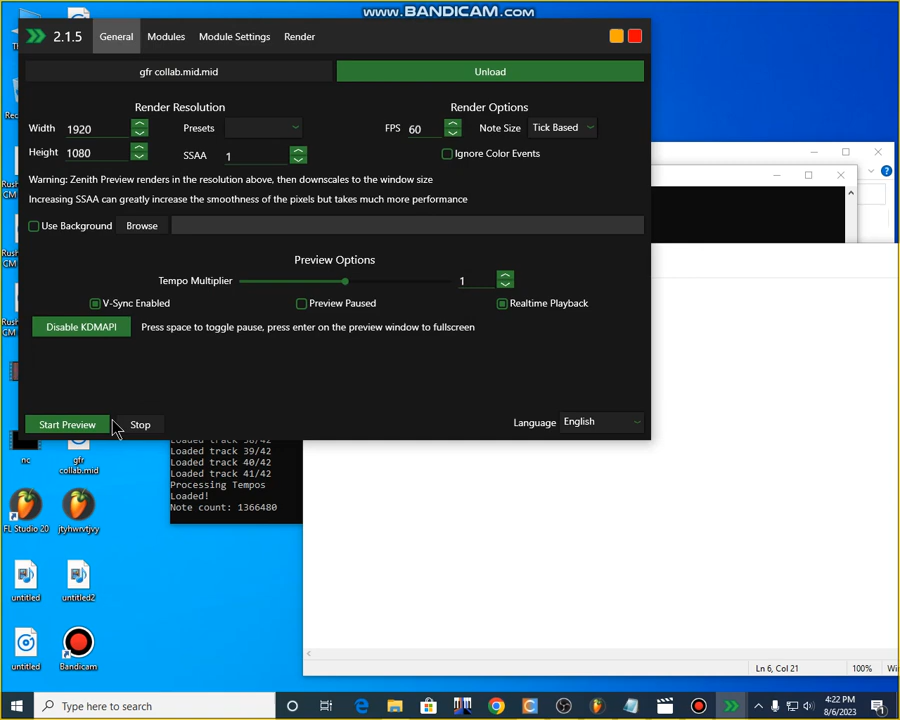 WWW.BANDICAM.COM
2.1.5 General Modules Module Settings Render
gfr collab.mid.mid Unload
Render Resolution Render Options
Width 1920 Presets FPS 60 Note Size Tick Based
Height 1080 SSAA 1 Ignore Color Events
Warning: Zenith Preview renders in the resolution above, then downscales to the window size
Increasing SSAA can greatly increase the smoothness of the pixels but takes much more performance
Use Background Browse
Preview Options
Tempo Multiplier 1
V-Sync Enabled Preview Paused Realtime Playback
Disable KDMAPI Press space to toggle pause, press enter on the preview window to fullscreen
Start Preview Stop Language English
Loaded track 39/42
Loaded track 40/42
Loaded track 41/42
Processing Tempos
Loaded!
Note count: 1366480
nc gfr
collab.mid
FL Studio 20 jtyhwrvtjvy
untitled untitled2
untitled Bandicam
Ln 6, Col 21 100%
Type here to search
4:22 PM
8/6/2023